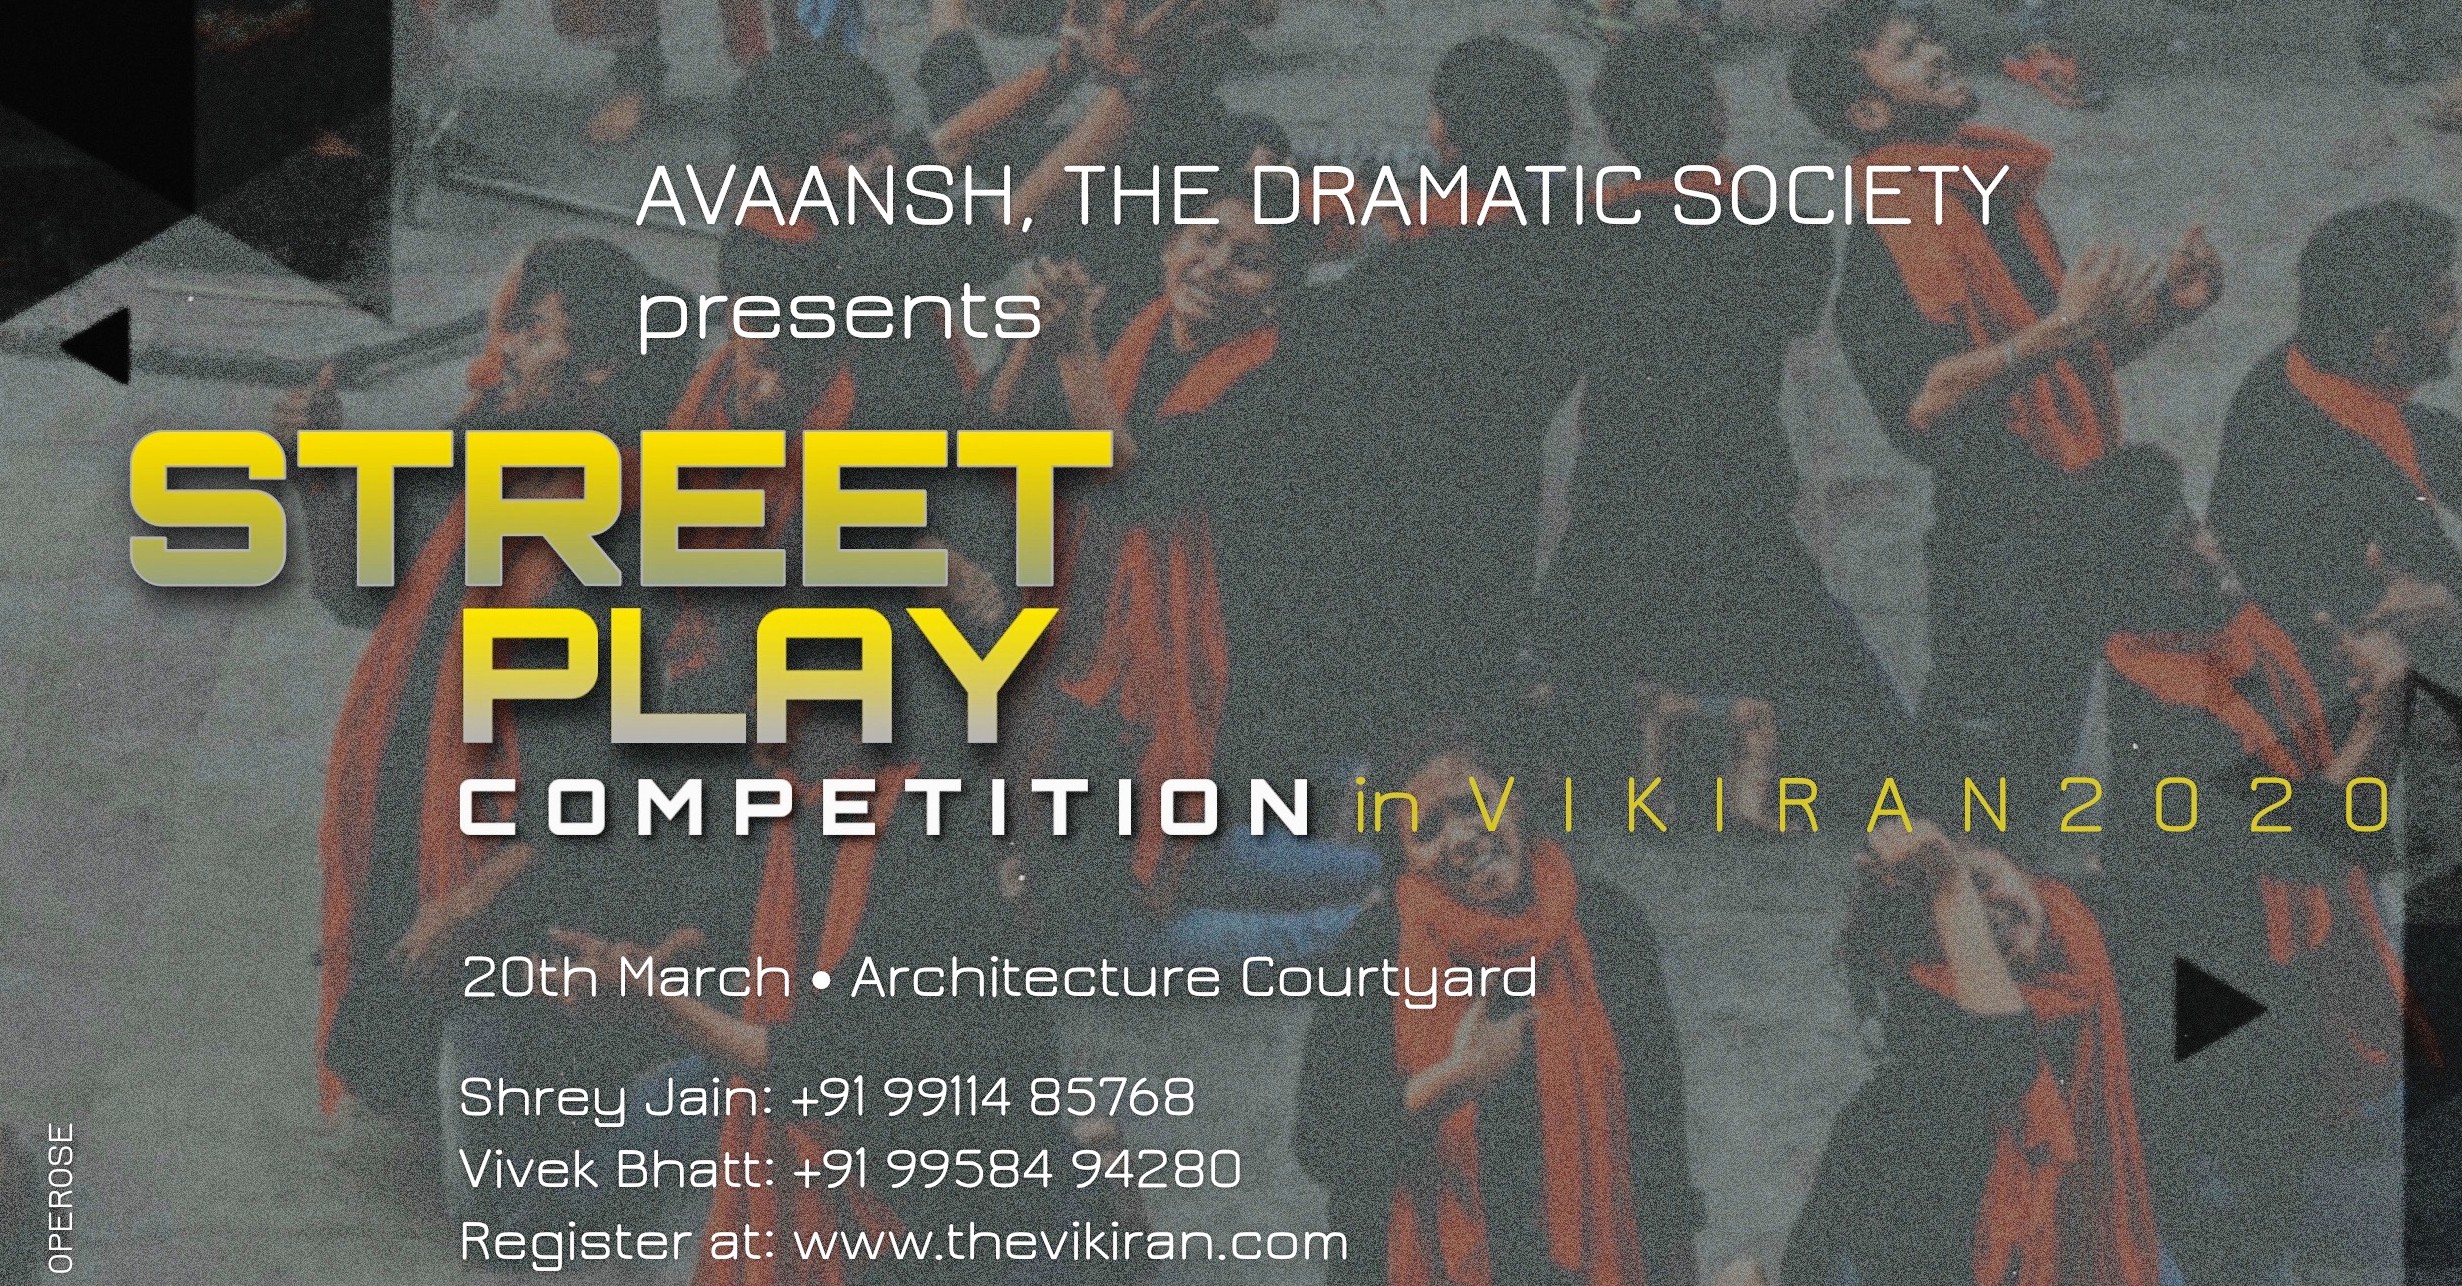 AVAANSH, THE DRAMATIC SOCIETY
presents
STREET
PLAY
COMPETITION in VIKIRAN2020
20th March • Architecture Courtyard
Shrey Jain: +91 99114 85768
Vivek Bhatt: +91 99584 94280
Register at: www.thevikiran.com
OPEROSE